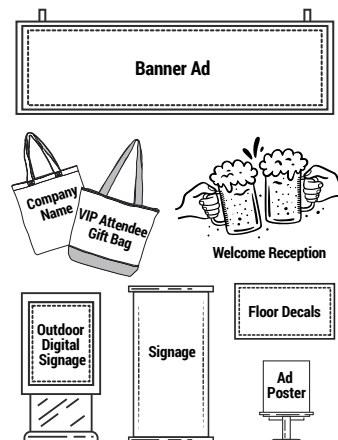 Banner Ad
Company
Name
VIP Attendee
Gift Bag
Welcome Reception
Outdoor
Digital
Signage
Signage
Floor Decals
Ad
Poster